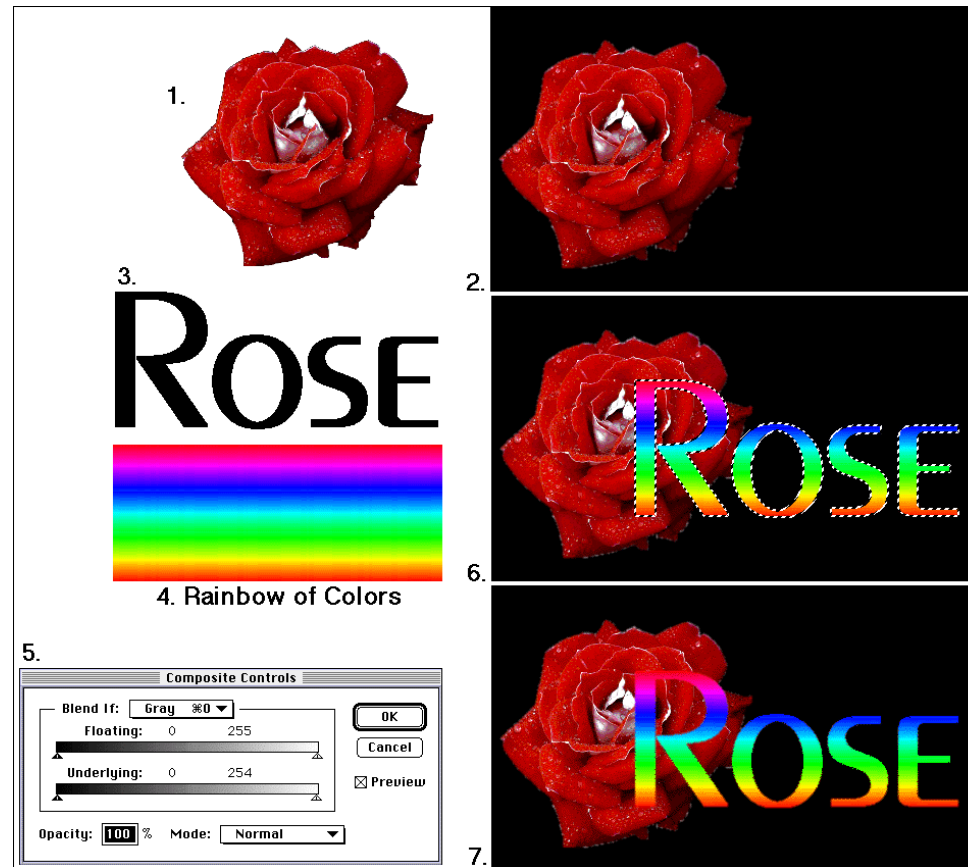 1.
2.
3.
ROSE
4. Rainbow of Colors
5.
Composite Controls
Blend If: Gray ⌘0
Floating: 0 255
Underlying: 0 254
Opacity: 100 % Mode: Normal
OK
Cancel
Preview
ROSE
6.
ROSE
7.